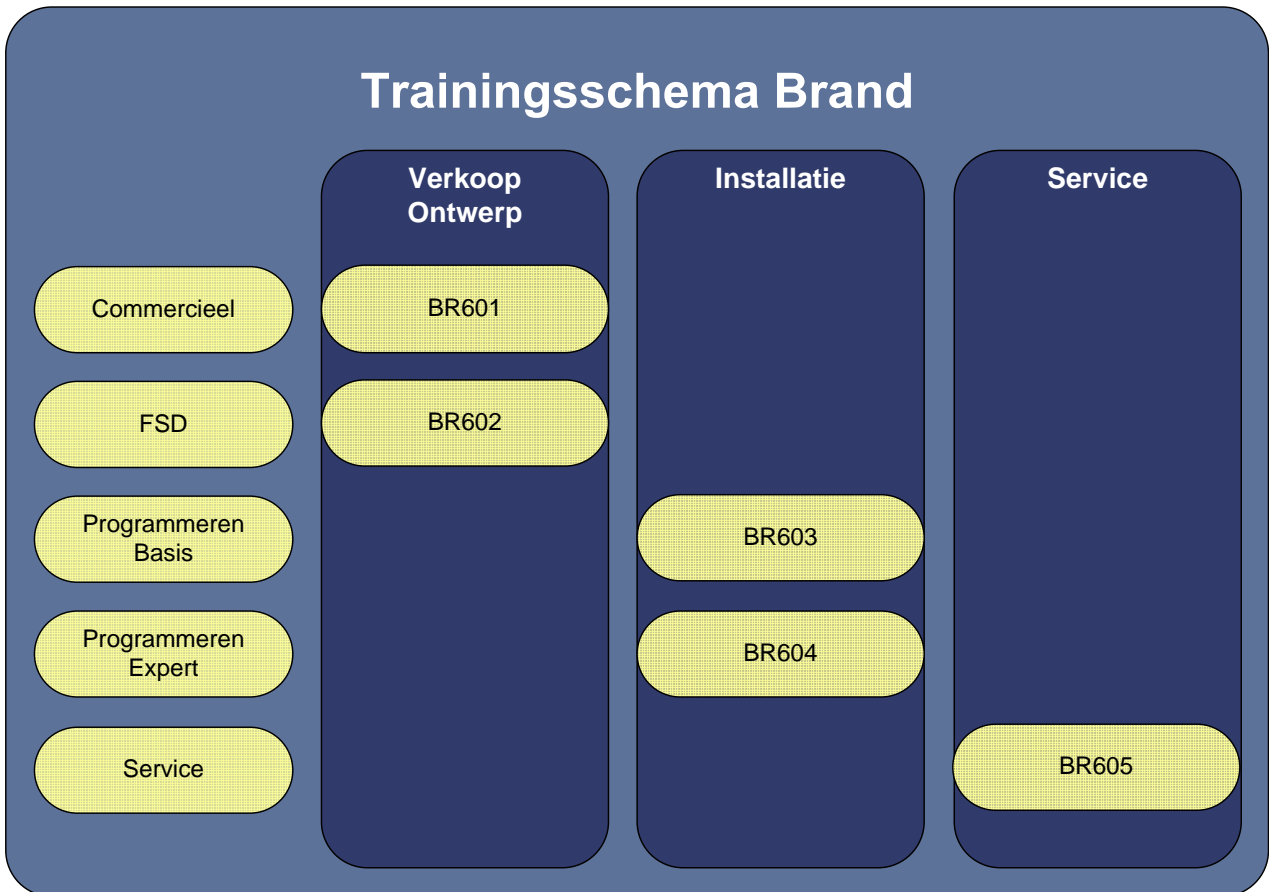 Trainingsschema Brand
Verkoop
Ontwerp
Installatie
Service
Commercieel
BR601
FSD
BR602
Programmeren
Basis
BR603
Programmeren
Expert
BR604
Service
BR605